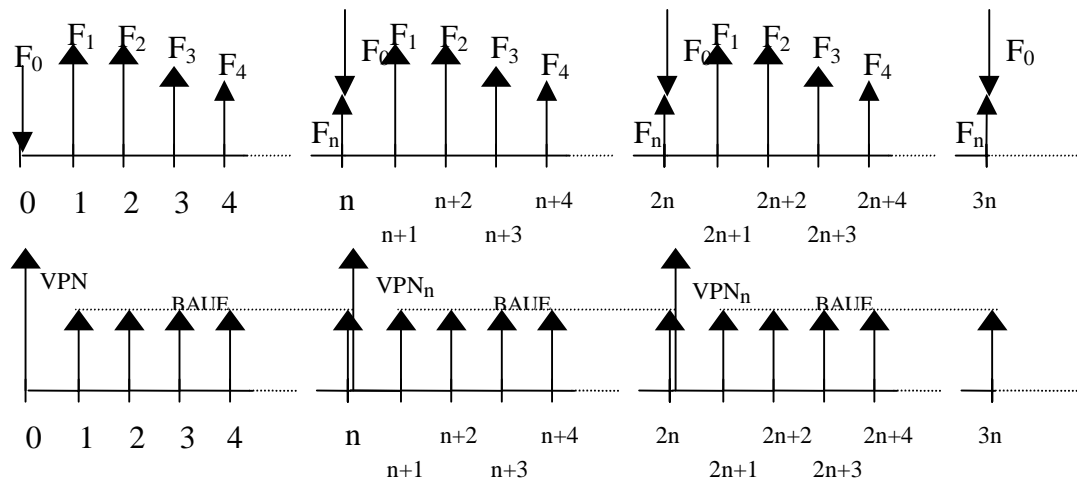 F0 F1 F2 F3 F4 F0 F1 F2 F3 F4 F0 F1 F2 F3 F4 F0
Fn Fn Fn
0 1 2 3 4 n n+2 n+4 2n 2n+2 2n+4 3n
n+1 n+3 2n+1 2n+3
VPN VPNn VPNn
BAUE BAUE BAUE
0 1 2 3 4 n n+2 n+4 2n 2n+2 2n+4 3n
n+1 n+3 2n+1 2n+3